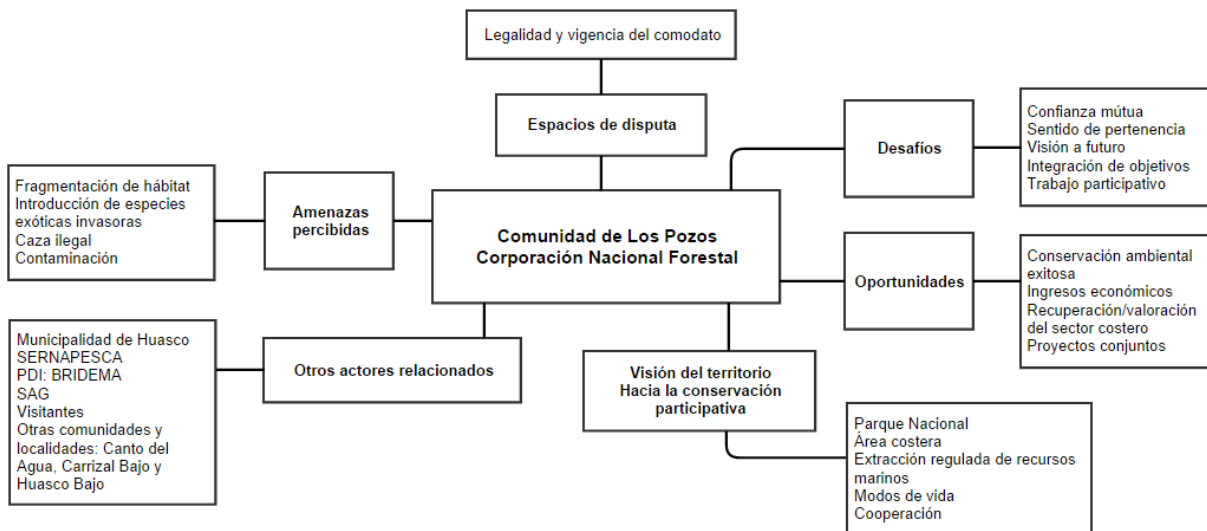 Legalidad y vigencia del comodato
Espacios de disputa
Desafíos
Confianza mútua
Sentido de pertenencia
Visión a futuro
Integración de objetivos
Trabajo participativo
Fragmentación de hábitat
Introducción de especies
exóticas invasoras
Caza ilegal
Contaminación
Amenazas
percibidas
Comunidad de Los Pozos
Corporación Nacional Forestal
Oportunidades
Conservación ambiental
exitosa
Ingresos económicos
Recuperación/valoración
del sector costero
Proyectos conjuntos
Municipalidad de Huasco
SERNAPESCA
PDI: BRIDEMA
SAG
Visitantes
Otras comunidades y
localidades: Canto del
Agua, Carrizal Bajo y
Huasco Bajo
Otros actores relacionados
Visión del territorio
Hacia la conservación
participativa
Parque Nacional
Área costera
Extracción regulada de recursos
marinos
Modos de vida
Cooperación